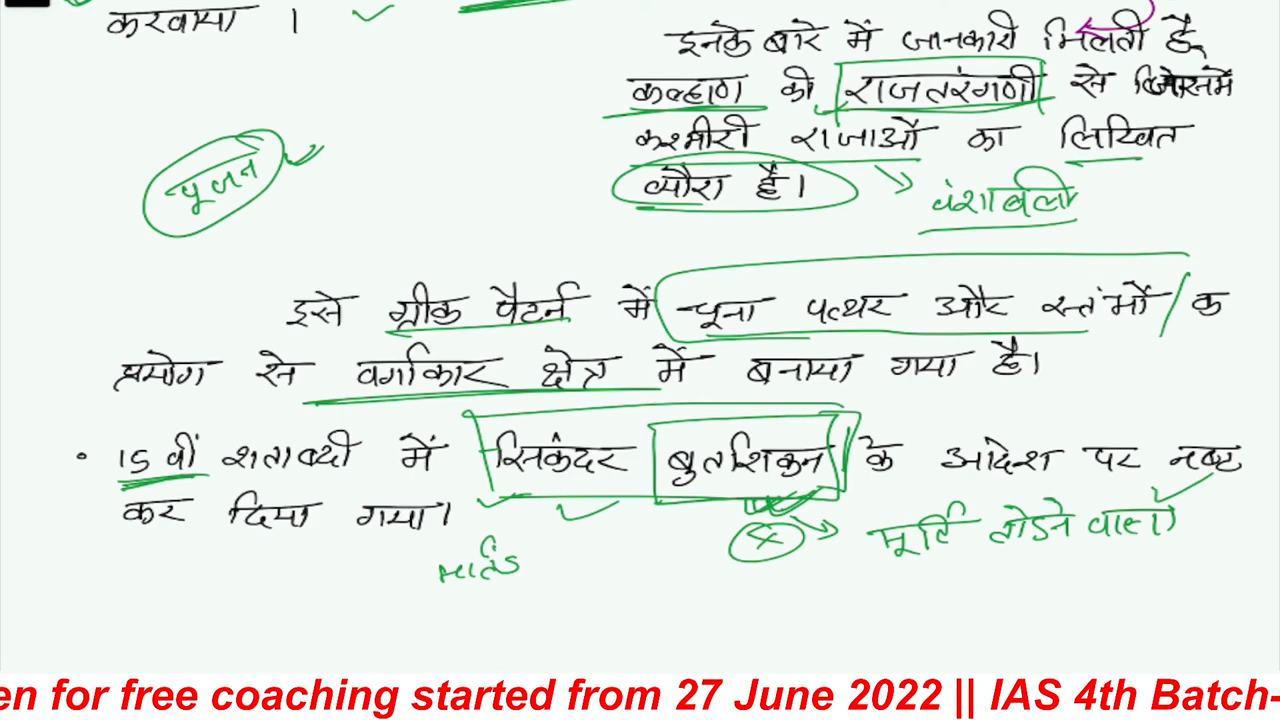 करवाया ।
इनके बारे में जानकारी मिलती है
कल्हाण की राजतरंगणी से जिसमें
कश्मीरी राजाओं का लिखित
पूजन
ब्यौरा है।
वंशावली
इसे ग्रीक पैटर्न में चूना पत्थर और स्तंभों क
प्रयोग से वर्गाकार क्षेत्र में बनाया गया है।
• 15 वीं शताब्दी में सिकंदर बुतशिकन के आदेश पर नष्ट
कर दिया गया।
मूर्ति तोडने वाला
en for free coaching started from 27 June 2022 || IAS 4th Batch-